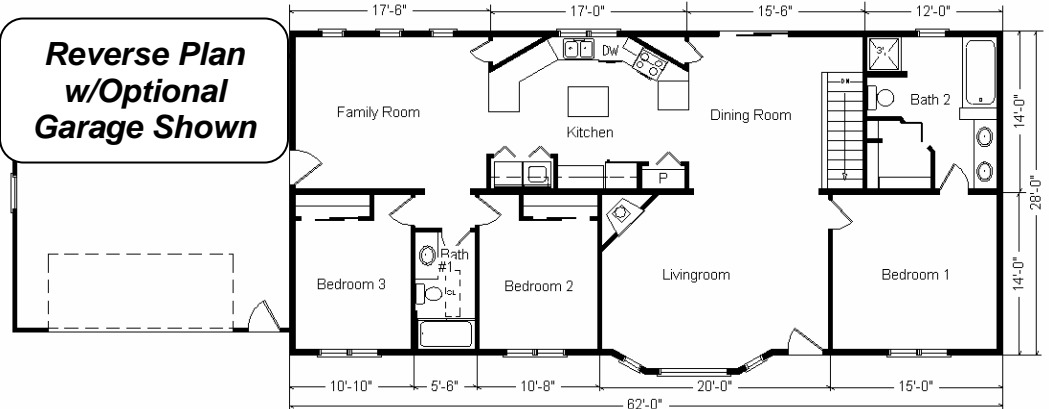 17'-6"
17'-0"
15'-6"
12'-0"
Reverse Plan
w/Optional
Garage Shown
DW
3'
DN
Family Room
Kitchen
Dining Room
Bath 2
14'-0"
28'-0"
P
Bath
#1
Bedroom 3
Bedroom 2
Livingroom
Bedroom 1
14'-0"
10'-10"
5'-6"
10'-8"
20'-0"
15'-0"
62'-0"